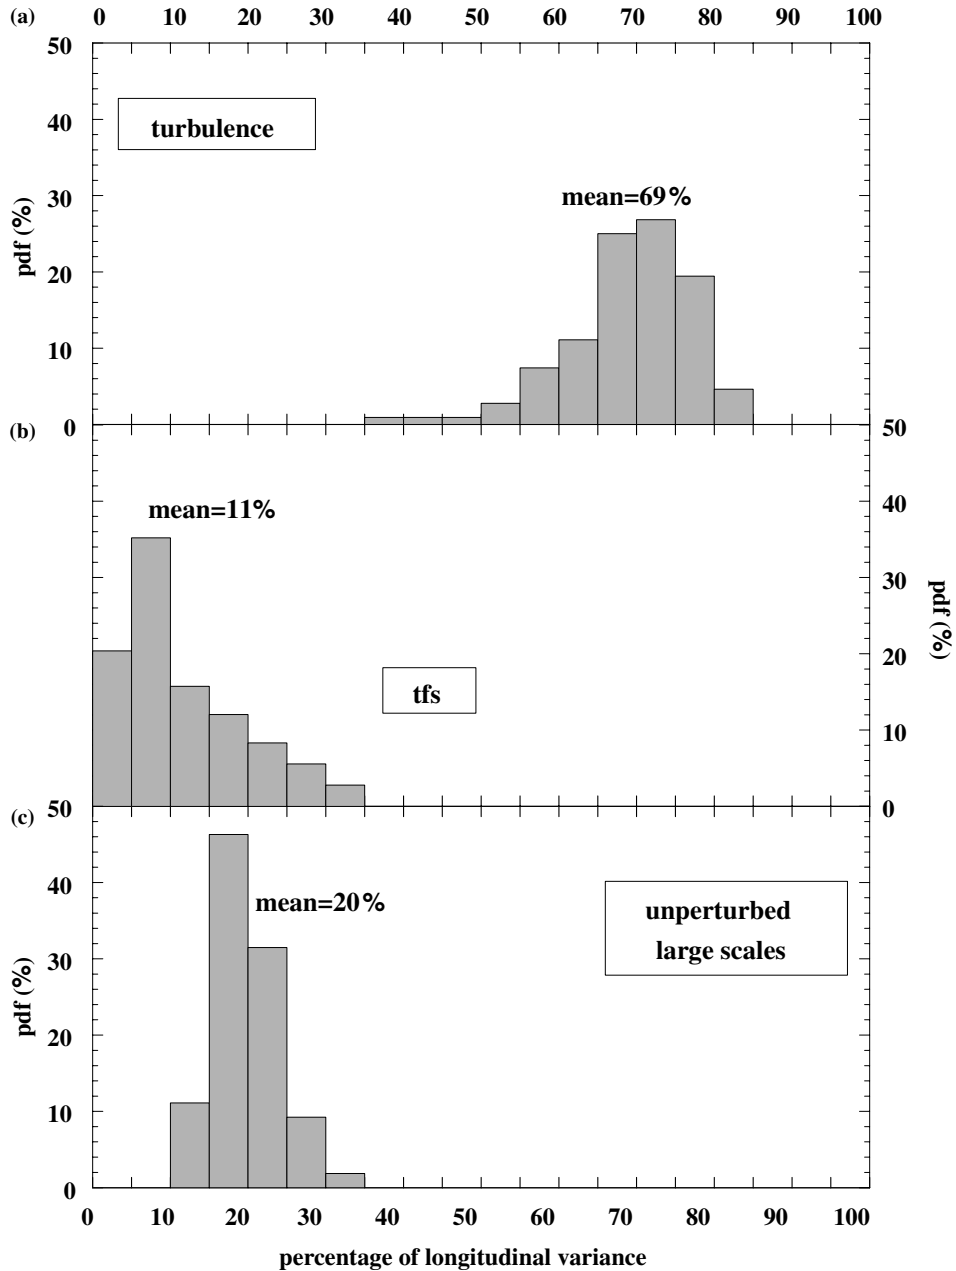 (a) 0 10 20 30 40 50 60 70 80 90 100
50
40
turbulence
30
mean=69%
pdf (%)
20
10
0
(b) 50
mean=11%
40
30
pdf (%)
20
tfs
10
50 0
(c)
40
mean=20%
unperturbed
large scales
30
pdf (%)
20
10
0
0 10 20 30 40 50 60 70 80 90 100
percentage of longitudinal variance